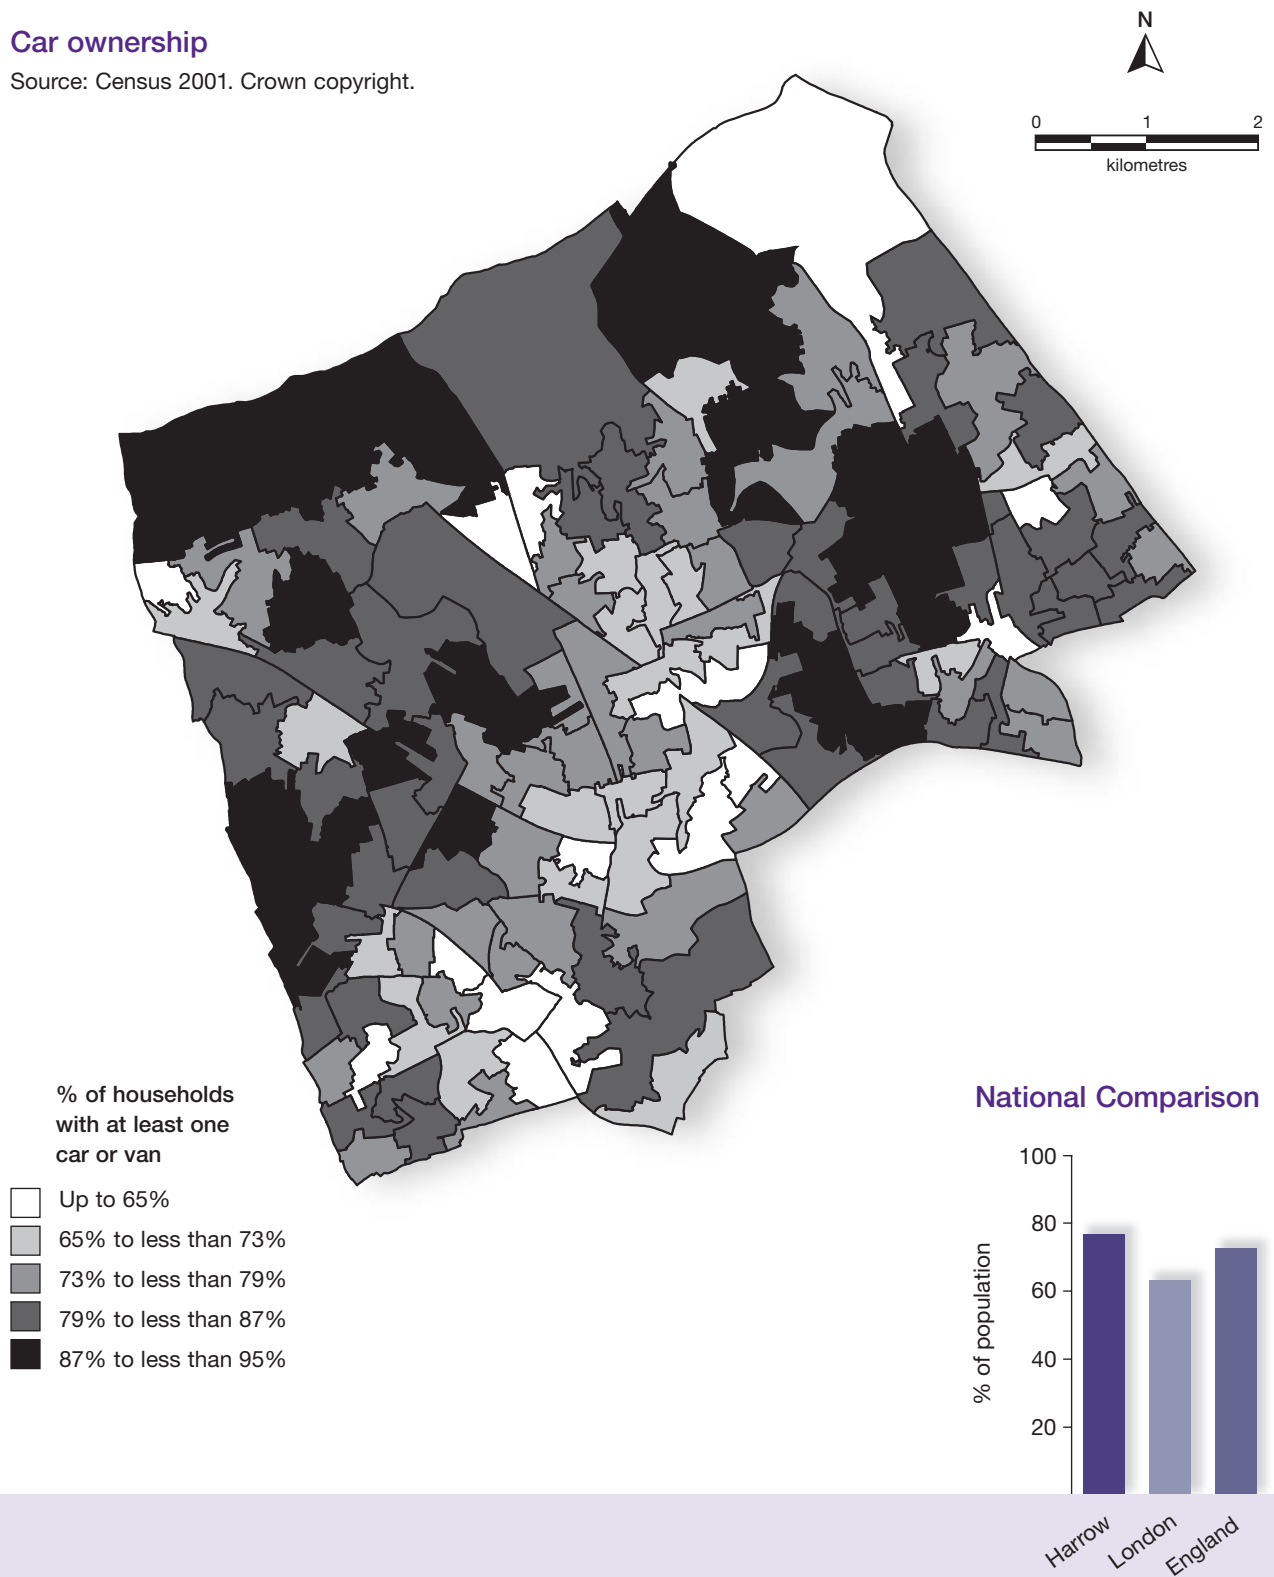 Car ownership
Source: Census 2001. Crown copyright.
N
0 1 2
kilometres
% of households
with at least one
car or van
Up to 65%
65% to less than 73%
73% to less than 79%
79% to less than 87%
87% to less than 95%
National Comparison
% of population
100
80
60
40
20
Harrow
London
England